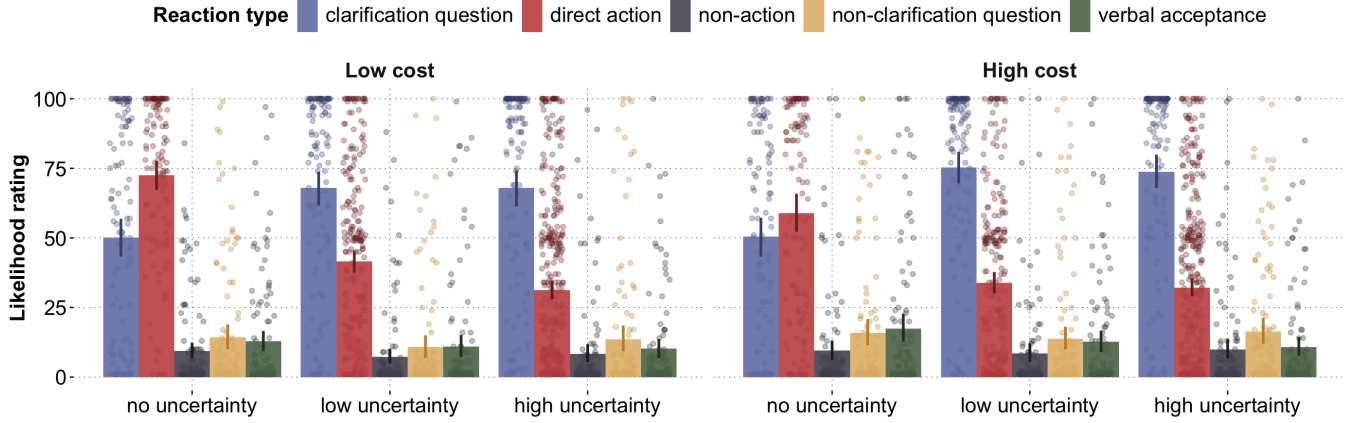 Reaction type clarification question direct action non-action non-clarification question verbal acceptance
Low cost High cost
Likelihood rating
100
75
50
25
0
no uncertainty low uncertainty high uncertainty no uncertainty low uncertainty high uncertainty